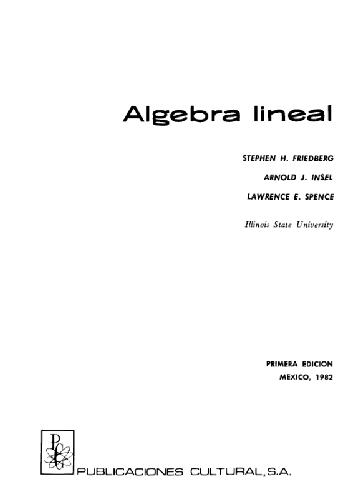 Algebra lineal
STEPHEN H. FRIEDBERG
ARNOLD J. INSEL
LAWRENCE E. SPENCE
Illinois State University
PRIMERA EDICION
MEXICO, 1982
PUBLICACIONES CULTURAL, S.A.